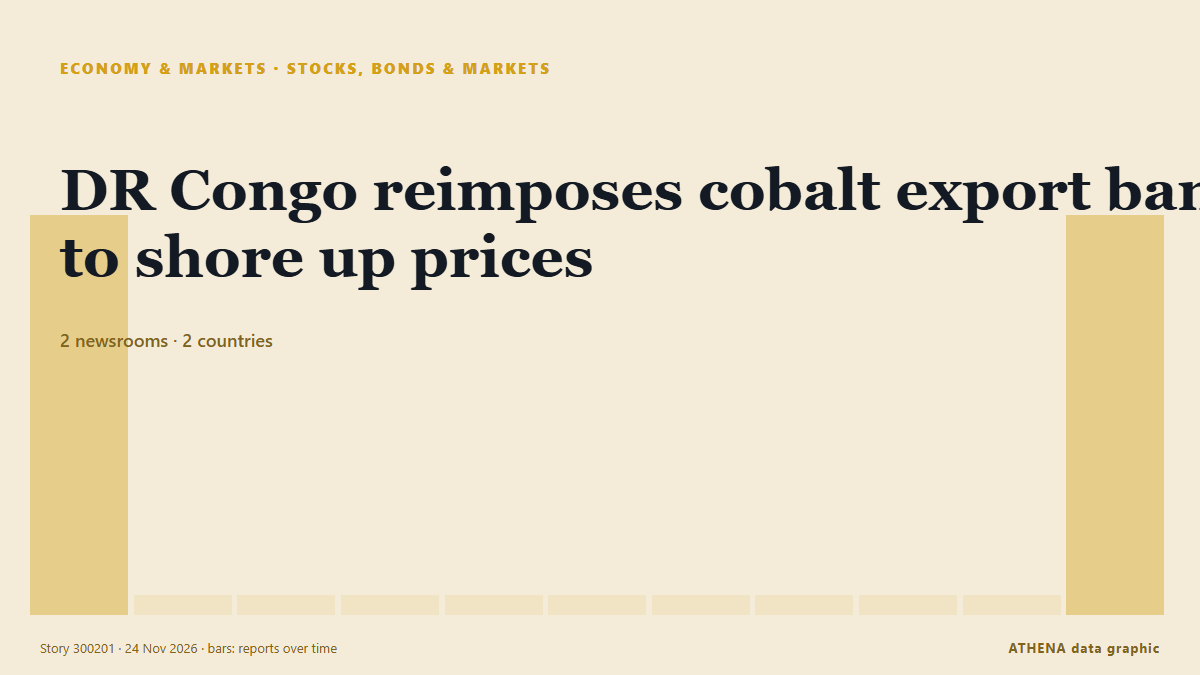 ECONOMY & MARKETS · STOCKS, BONDS & MARKETS
DR Congo reimposes cobalt export ban
to shore up prices
2 newsrooms · 2 countries
Story 300201 · 24 Nov 2026 · bars: reports over time
ATHENA data graphic